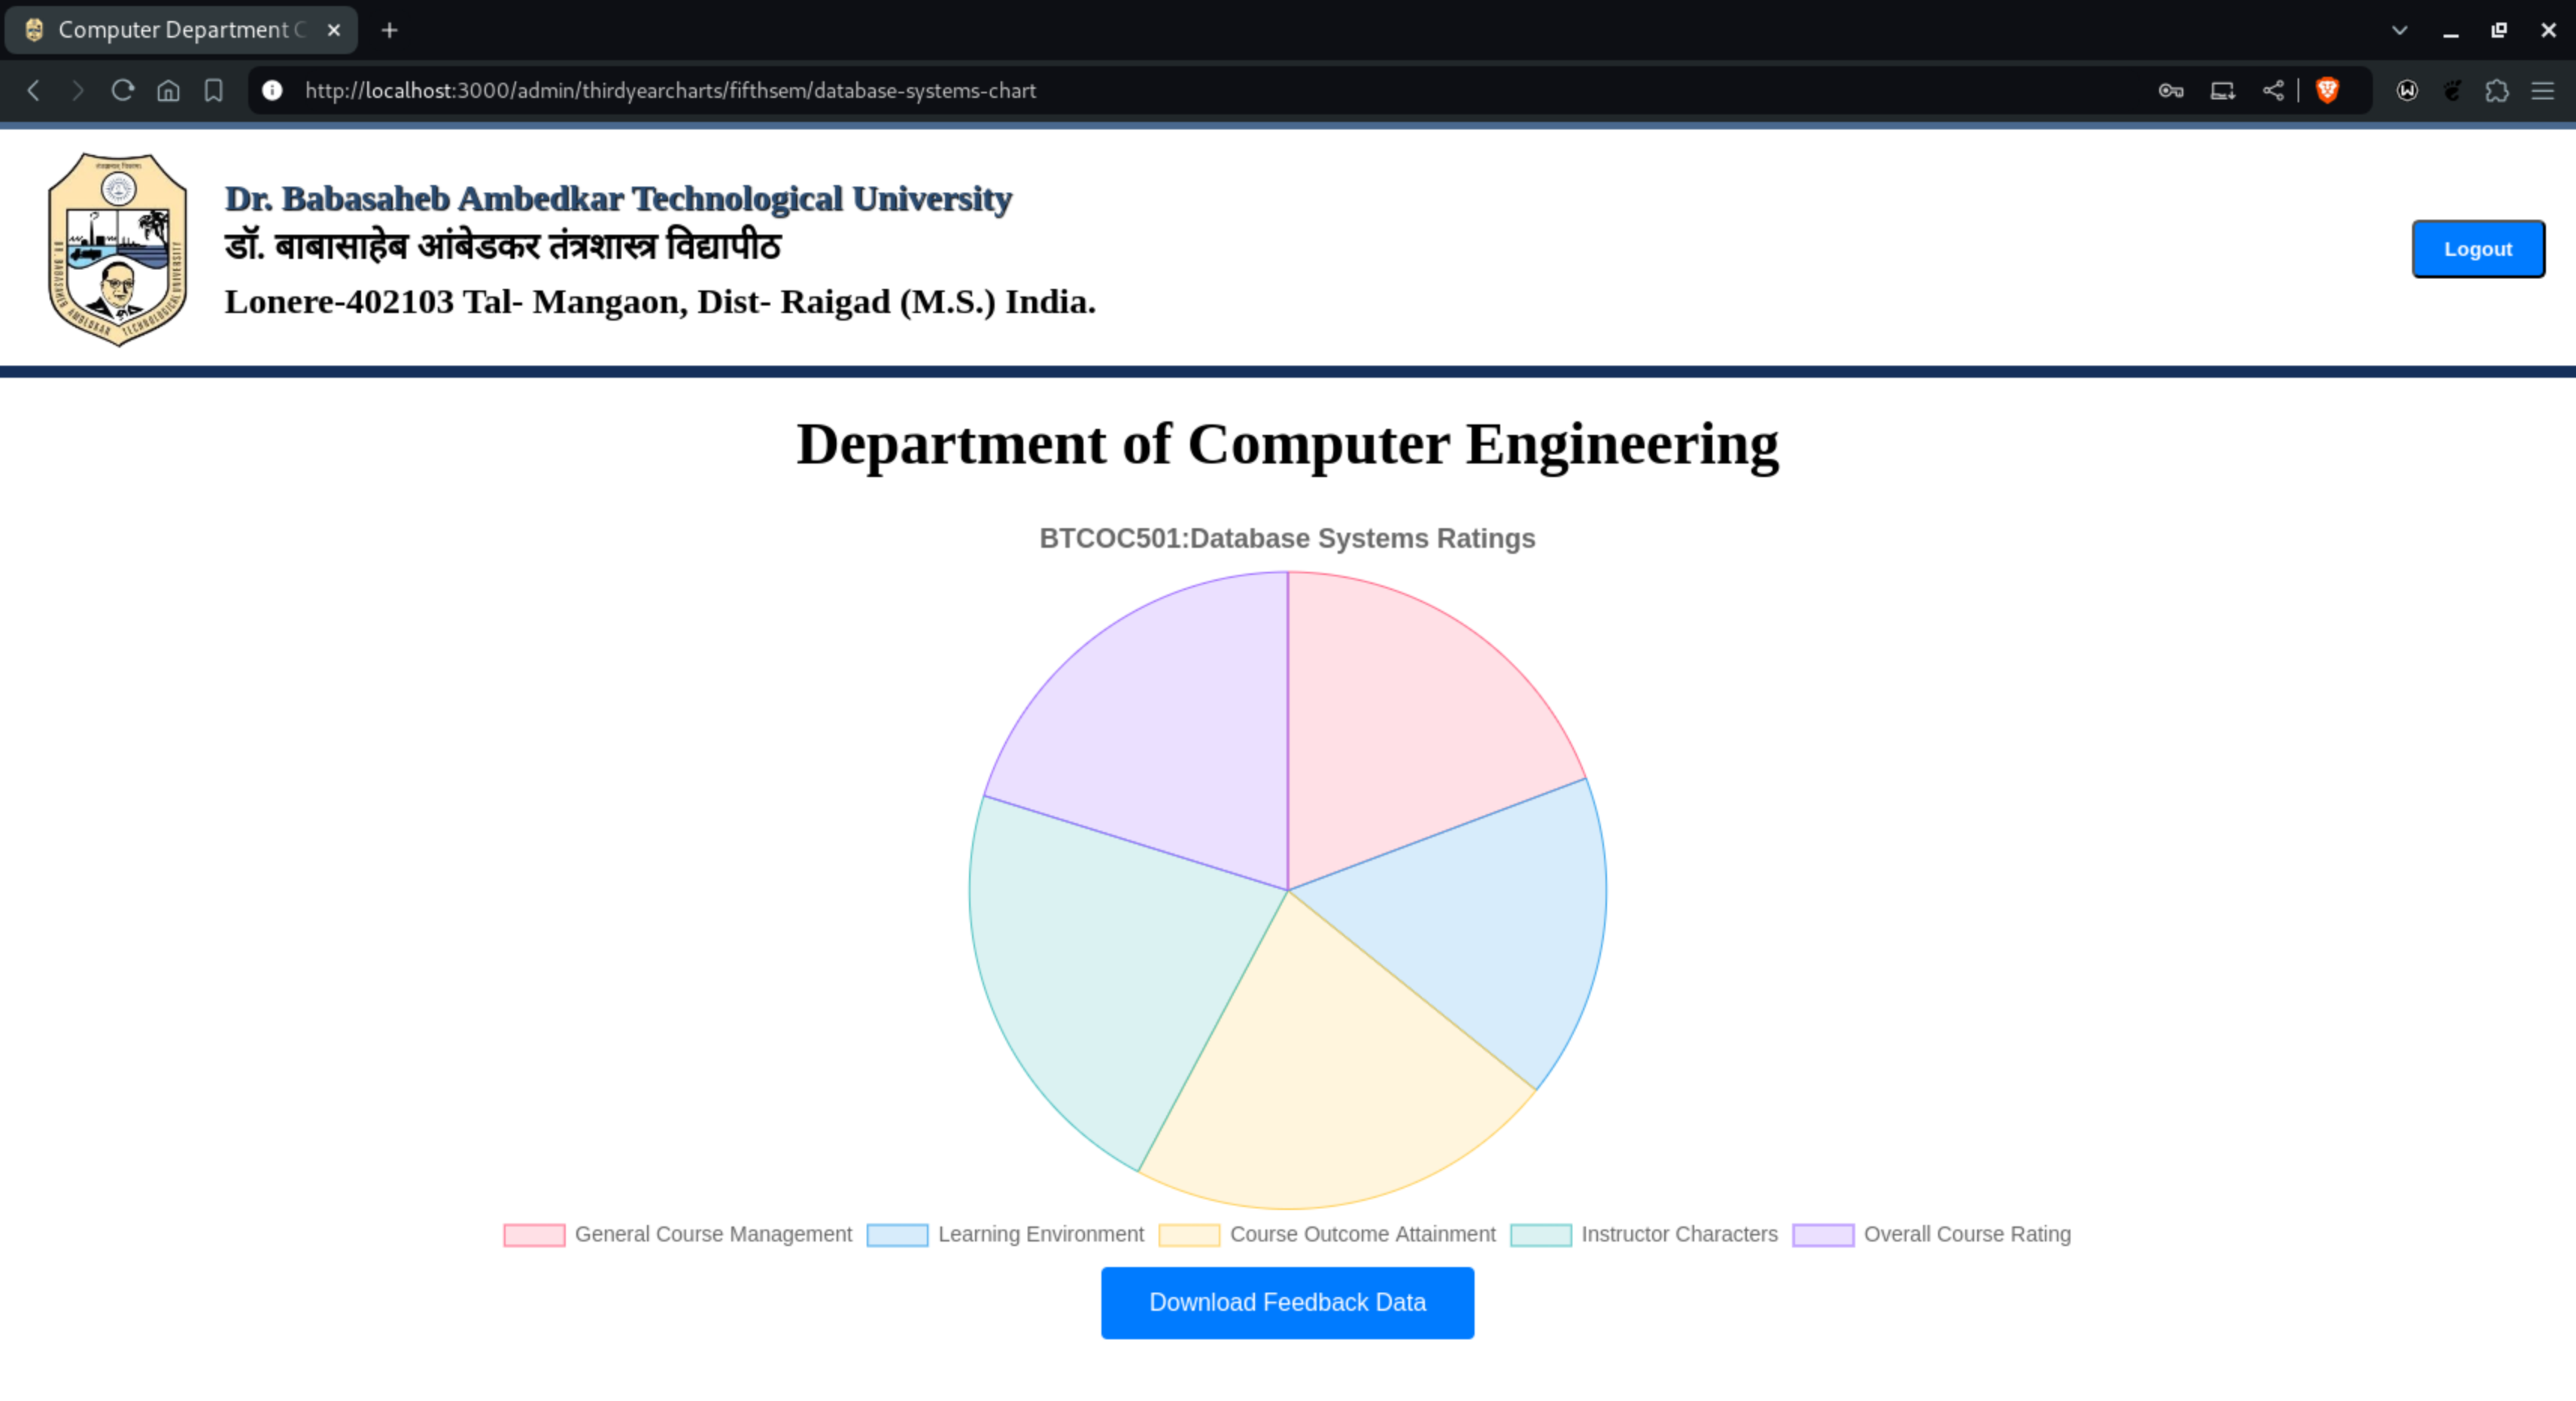 Computer Department C
http://localhost:3000/admin/thirdyearcharts/fifthsem/database-systems-chart
Dr. Babasaheb Ambedkar Technological University
डॉ. बाबासाहेब आंबेडकर तंत्रशास्त्र विद्यापीठ
Lonere-402103 Tal- Mangaon, Dist- Raigad (M.S.) India.
Logout
Department of Computer Engineering
BTCOC501:Database Systems Ratings
General Course Management
Learning Environment
Course Outcome Attainment
Instructor Characters
Overall Course Rating
Download Feedback Data